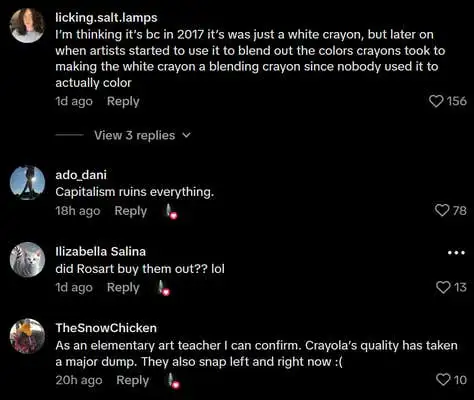 licking.salt.lamps
I'm thinking it's bc in 2017 it's was just a white crayon, but later on
when artists started to use it to blend out the colors crayons took to
making the white crayon a blending crayon since nobody used it to
actually color
1d ago Reply 156
View 3 replies
ado_dani
Capitalism ruins everything.
18h ago Reply 78
Ilizabella Salina
did Rosart buy them out?? lol
1d ago Reply 13
TheSnowChicken
As an elementary art teacher I can confirm. Crayola's quality has taken
a major dump. They also snap left and right now :(
20h ago Reply 10